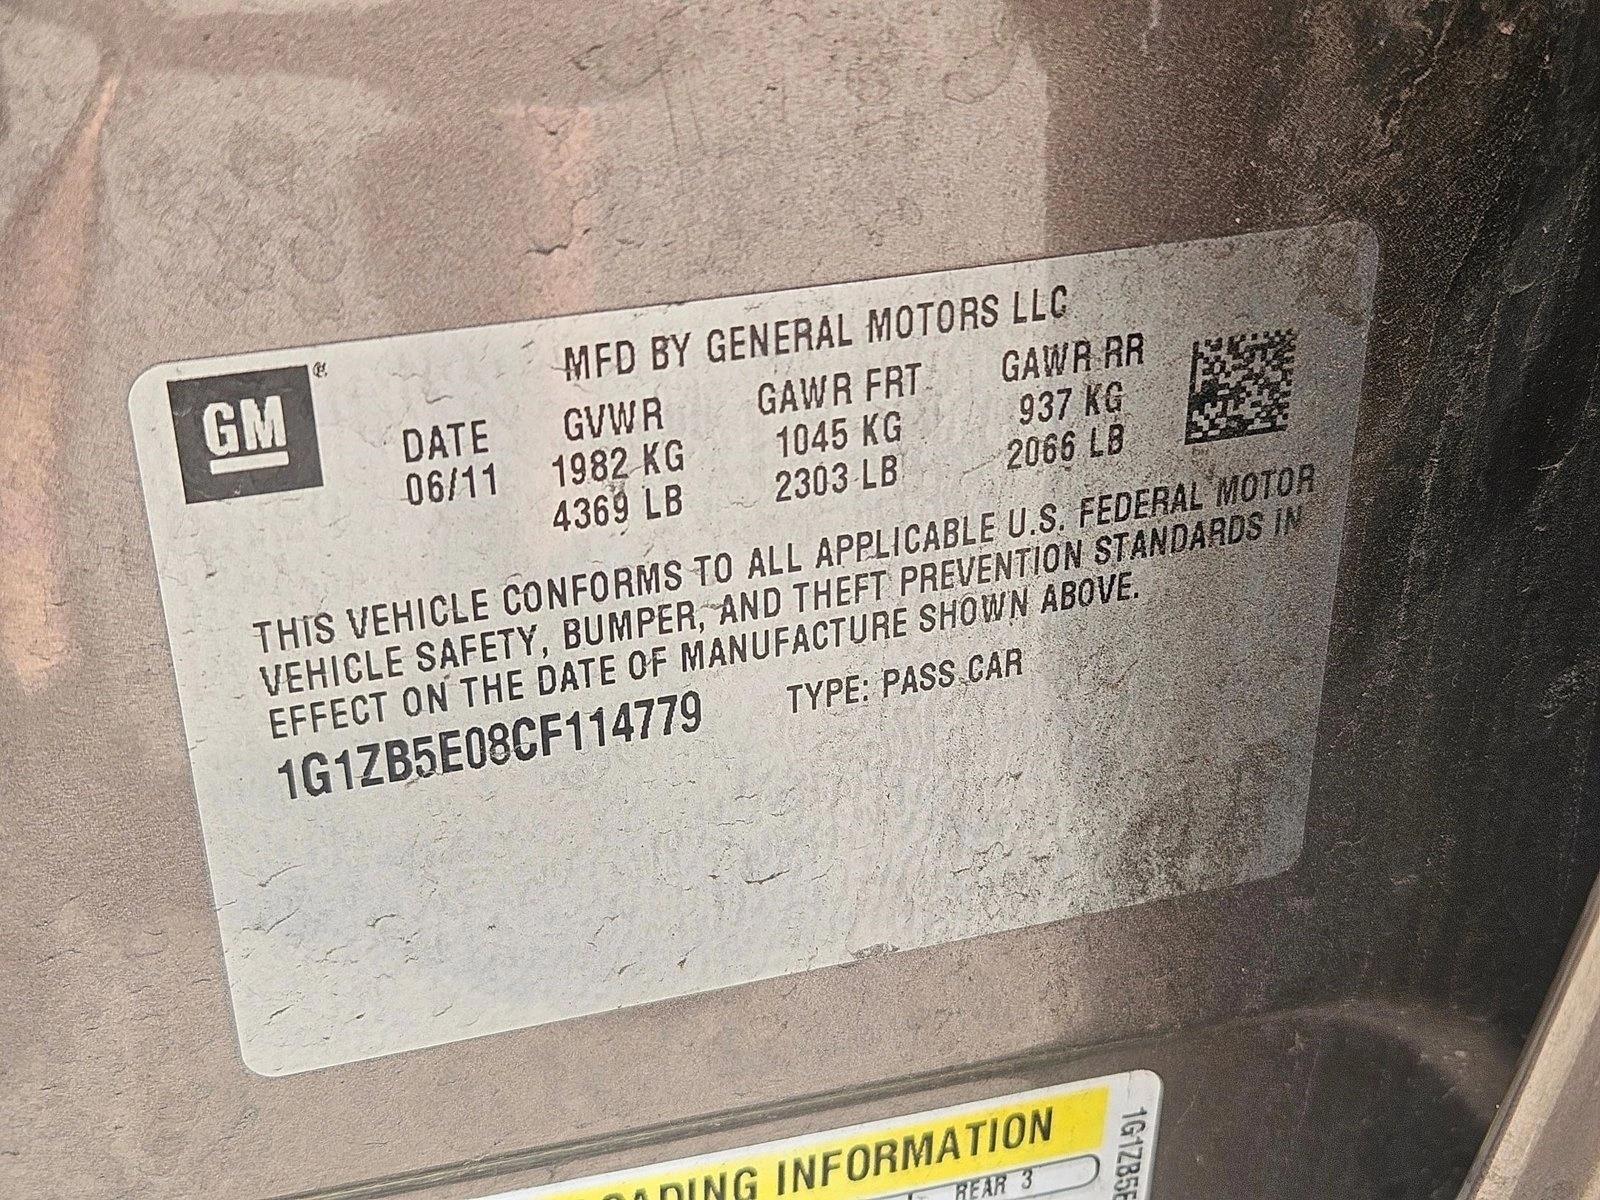 GM®
MFD BY GENERAL MOTORS LLC
DATE GVWR GAWR FRT GAWR RR
06/11 1982 KG 1045 KG 937 KG
4369 LB 2303 LB 2066 LB
THIS VEHICLE CONFORMS TO ALL APPLICABLE U.S. FEDERAL MOTOR
VEHICLE SAFETY, BUMPER, AND THEFT PREVENTION STANDARDS IN
EFFECT ON THE DATE OF MANUFACTURE SHOWN ABOVE.
1G1ZB5E08CF114779 TYPE: PASS CAR
INFORMATION
REAR 3
1G1ZB5E